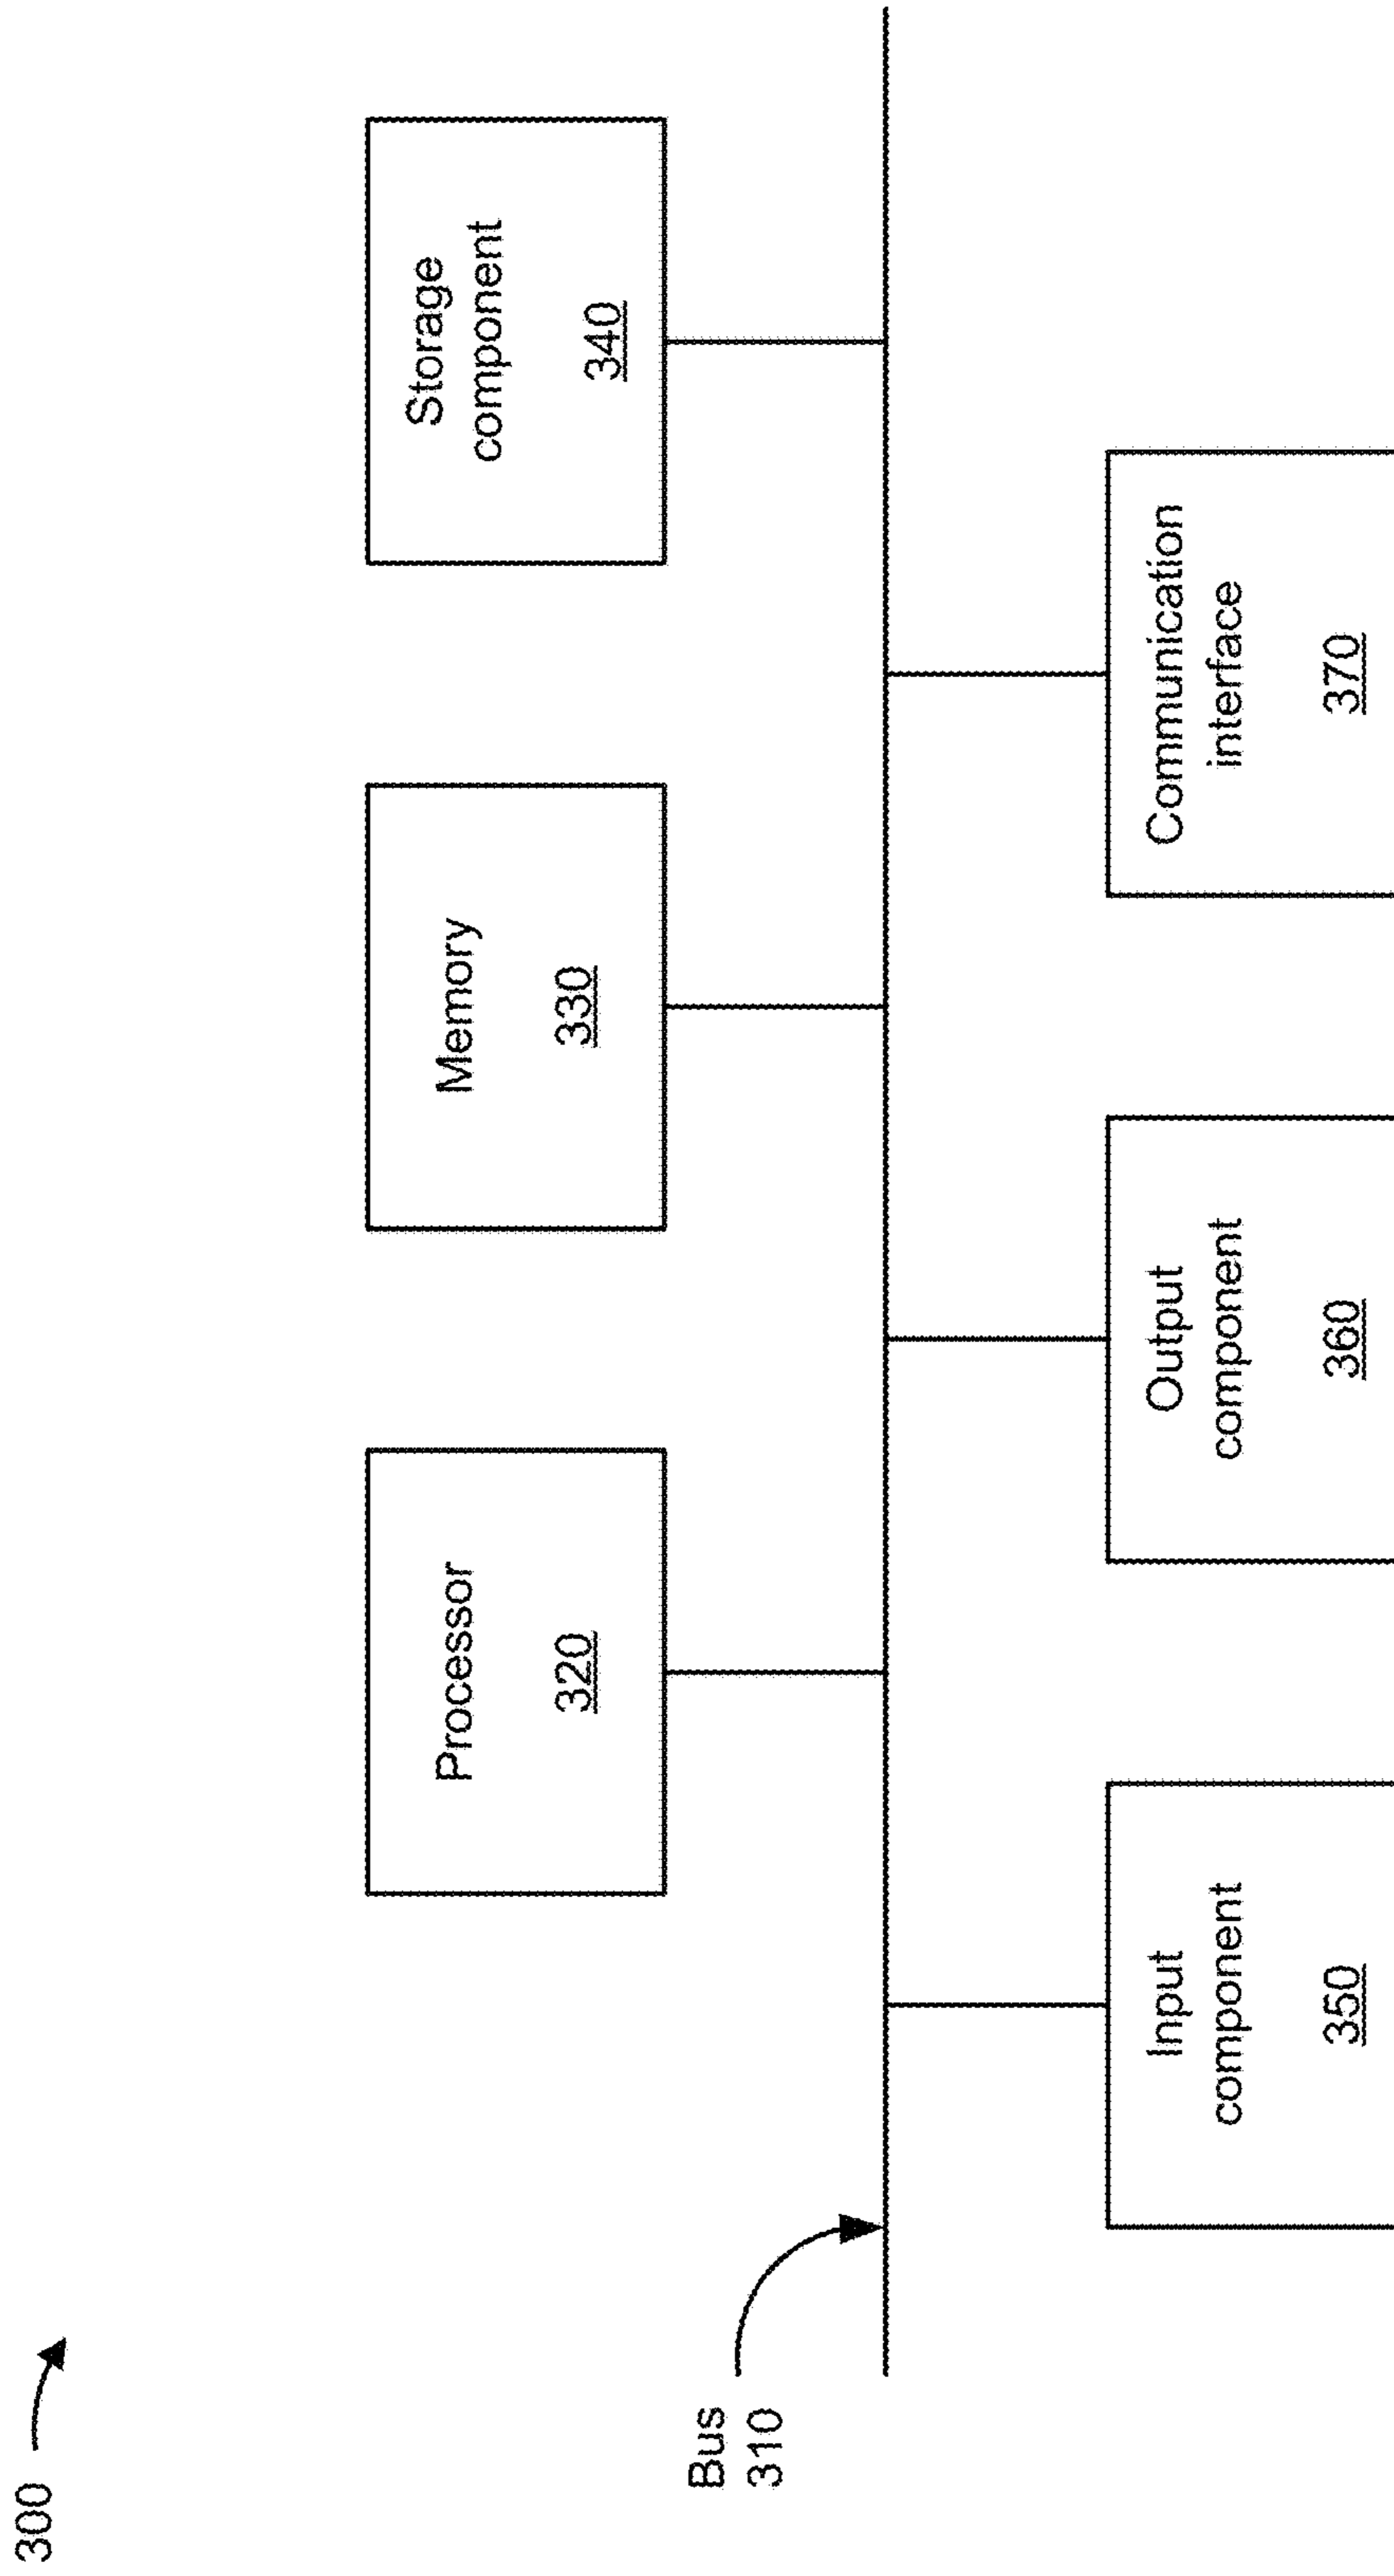 300
Bus
310
Processor
320
Memory
330
Storage
component
340
Input
component
350
Output
component
360
Communication
interface
370